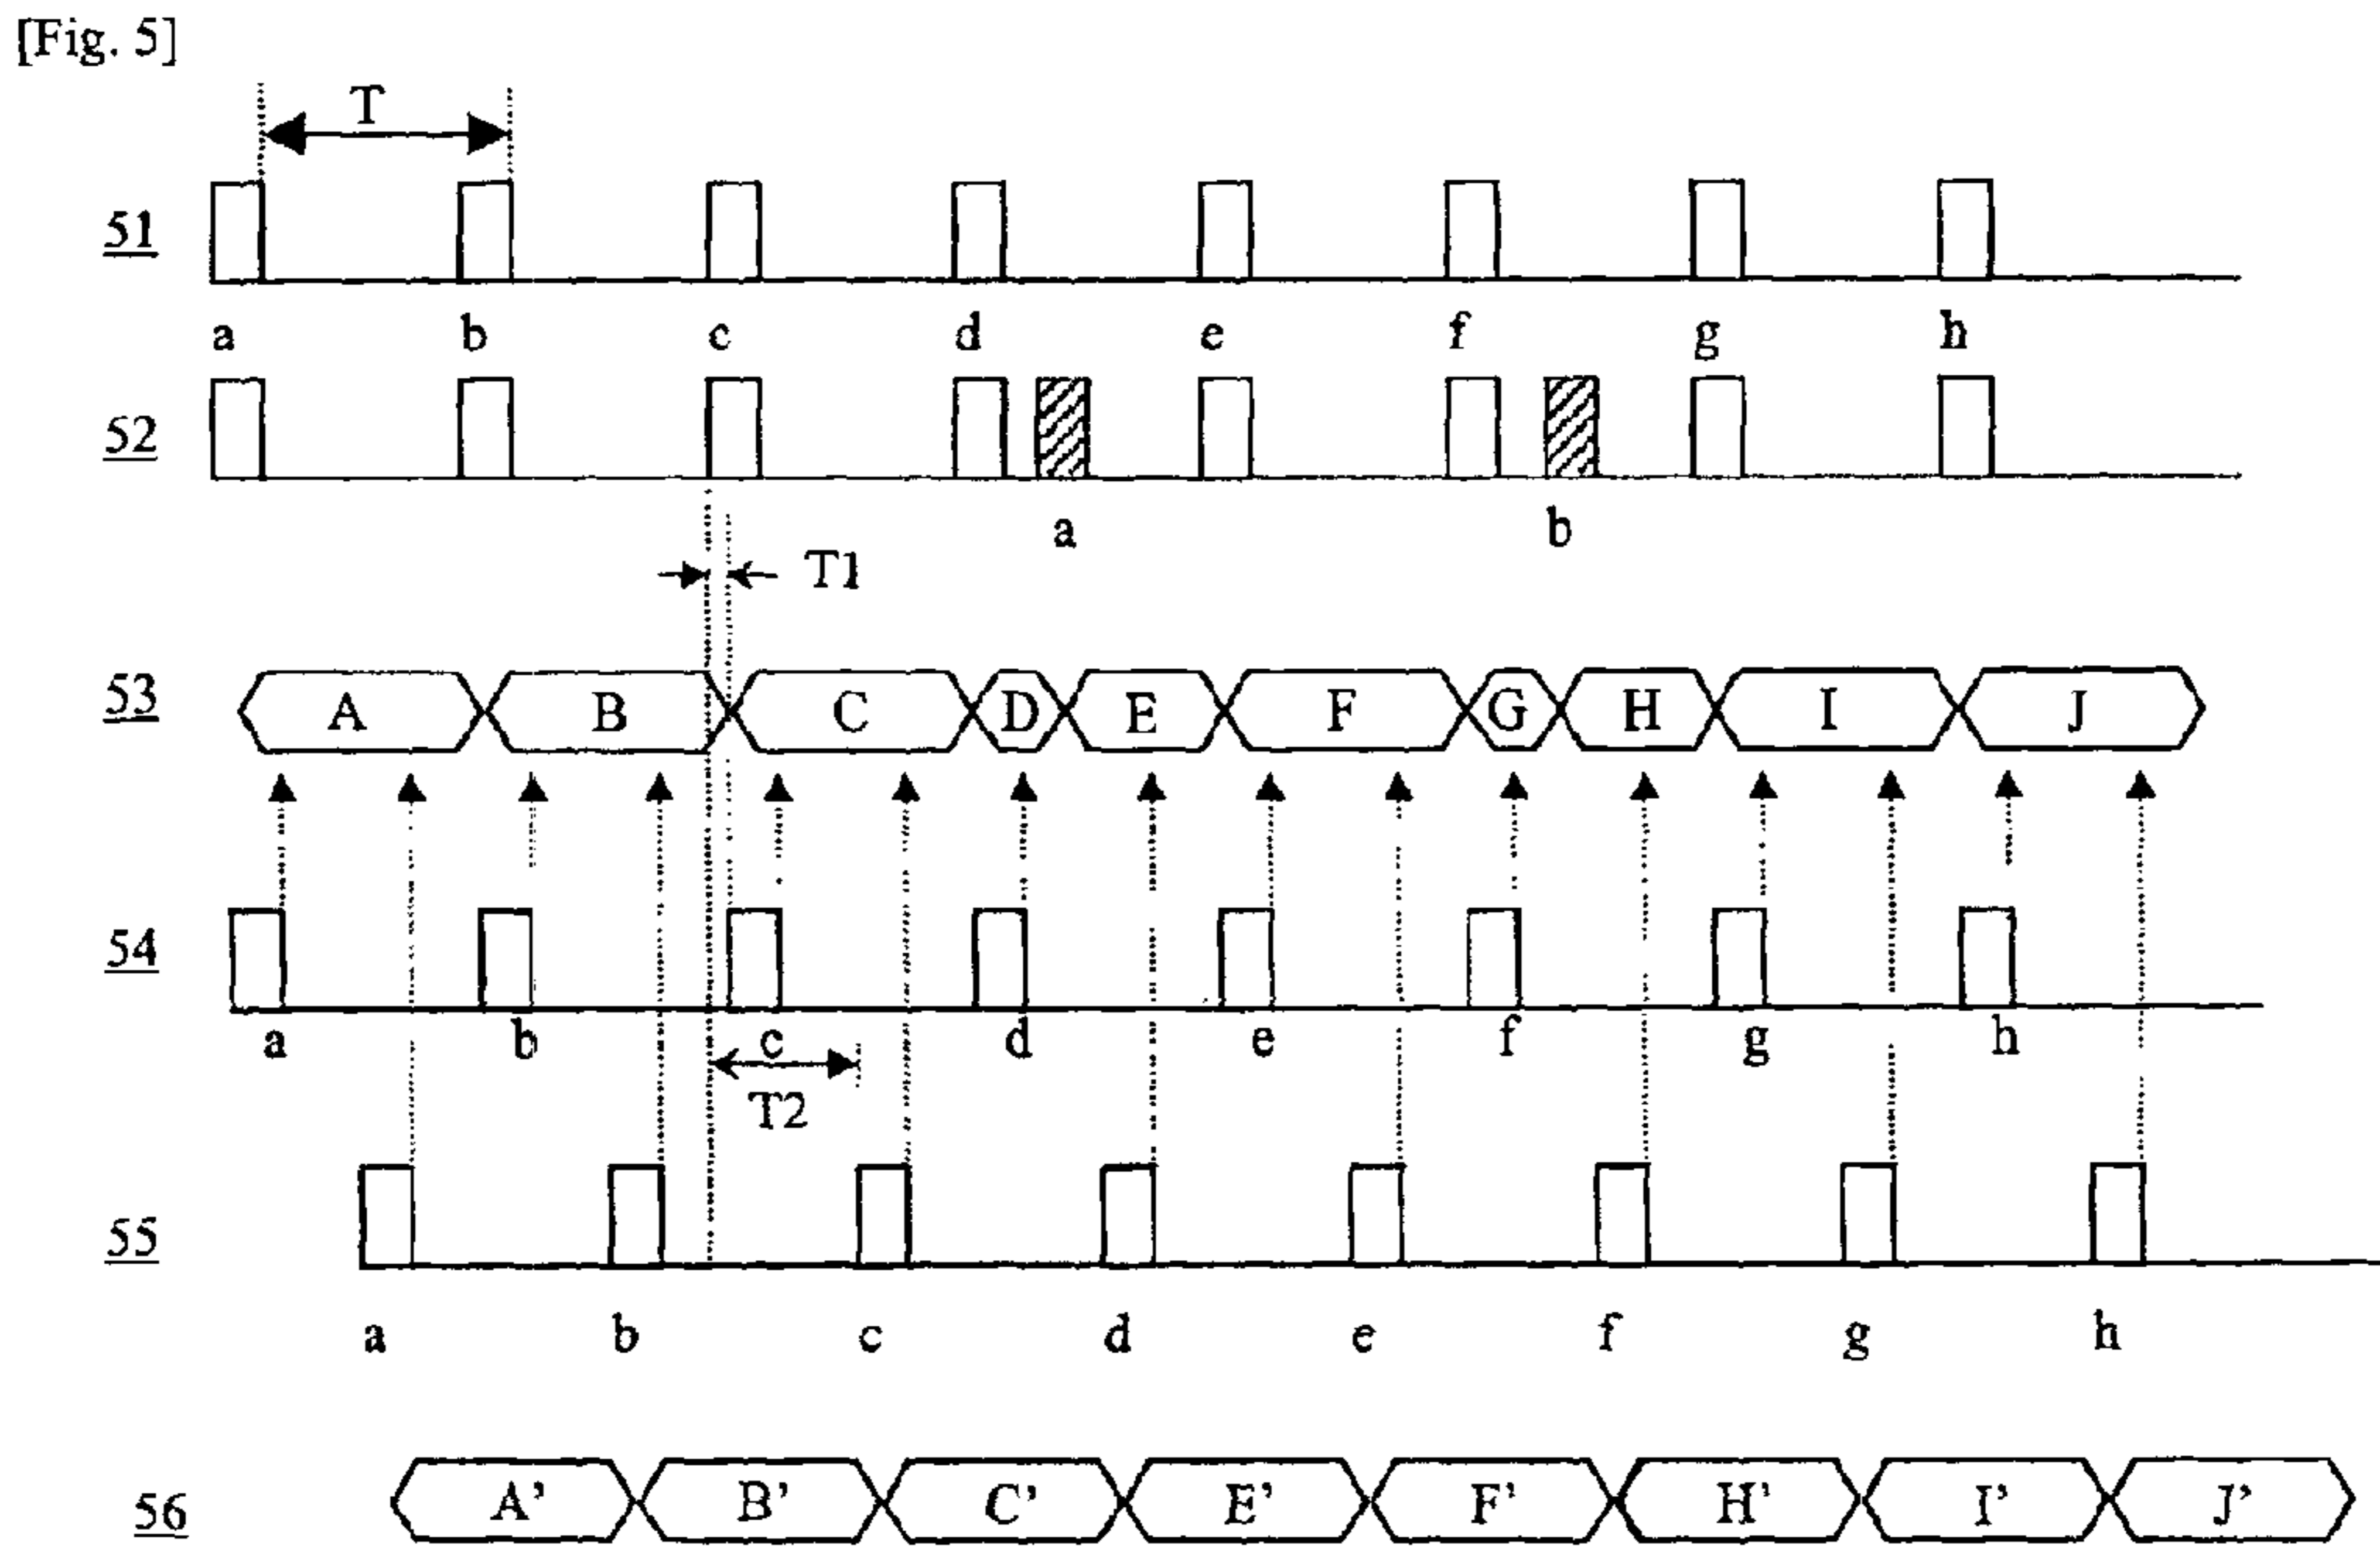 [Fig. 5]
T
51
a b c d e f g h
52
a b
T1
53 A B C D E F G H I J
54
a b c d e f g h
T2
55
a b c d e f g h
56 A' B' C' E' F' H' I' J'